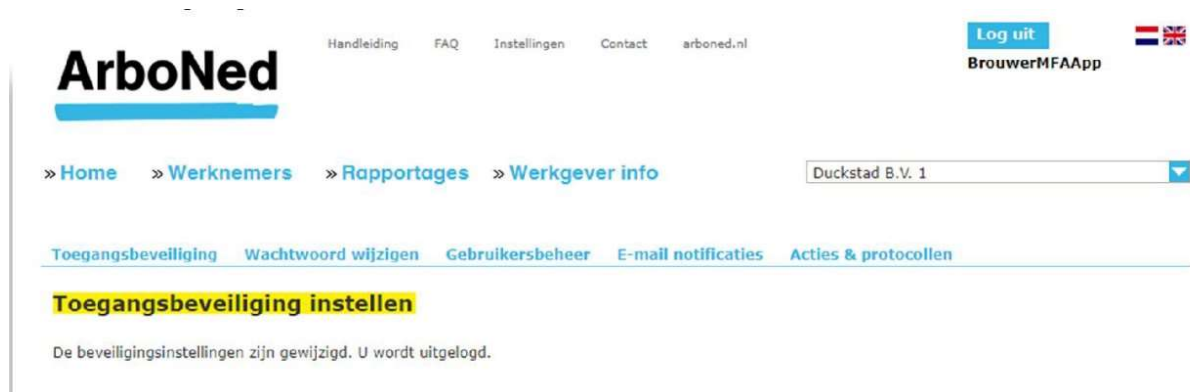 ArboNed
Handleiding FAQ Instellingen Contact arboned.nl
Log uit
BrouwerMFAApp
» Home » Werknemers » Rapportages » Werkgever info
Duckstad B.V. 1
Toegangsbeveiliging Wachtwoord wijzigen Gebruikersbeheer E-mail notificaties Acties & protocollen
Toegangsbeveiliging instellen
De beveiligingsinstellingen zijn gewijzigd. U wordt uitgelogd.